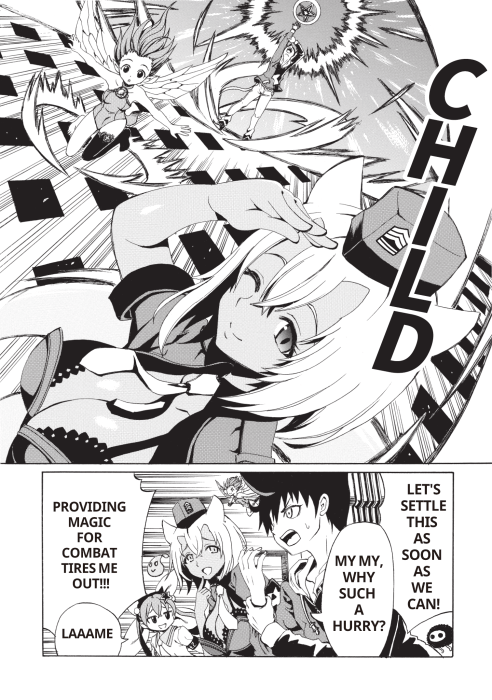 CHILD
LET'S
SETTLE
THIS
AS
SOON
AS
WE
CAN!
MY MY,
WHY
SUCH
A
HURRY?
PROVIDING
MAGIC
FOR
COMBAT
TIRES ME
OUT!!!
LAAAME